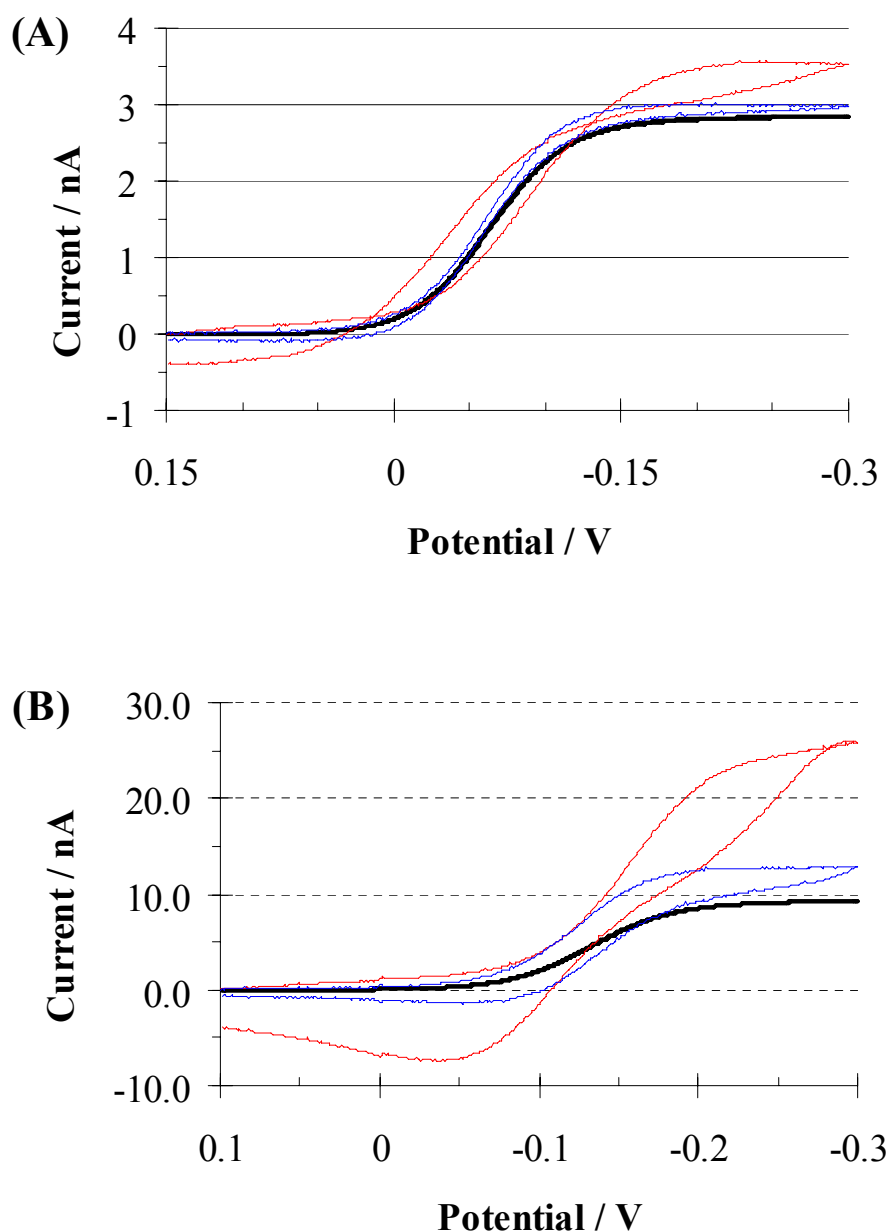 (A)
4
3
2
1
0
-1
Current / nA
0.15 0 -0.15 -0.3
Potential / V
(B)
30.0
20.0
10.0
0.0
-10.0
Current / nA
0.1 0 -0.1 -0.2 -0.3
Potential / V